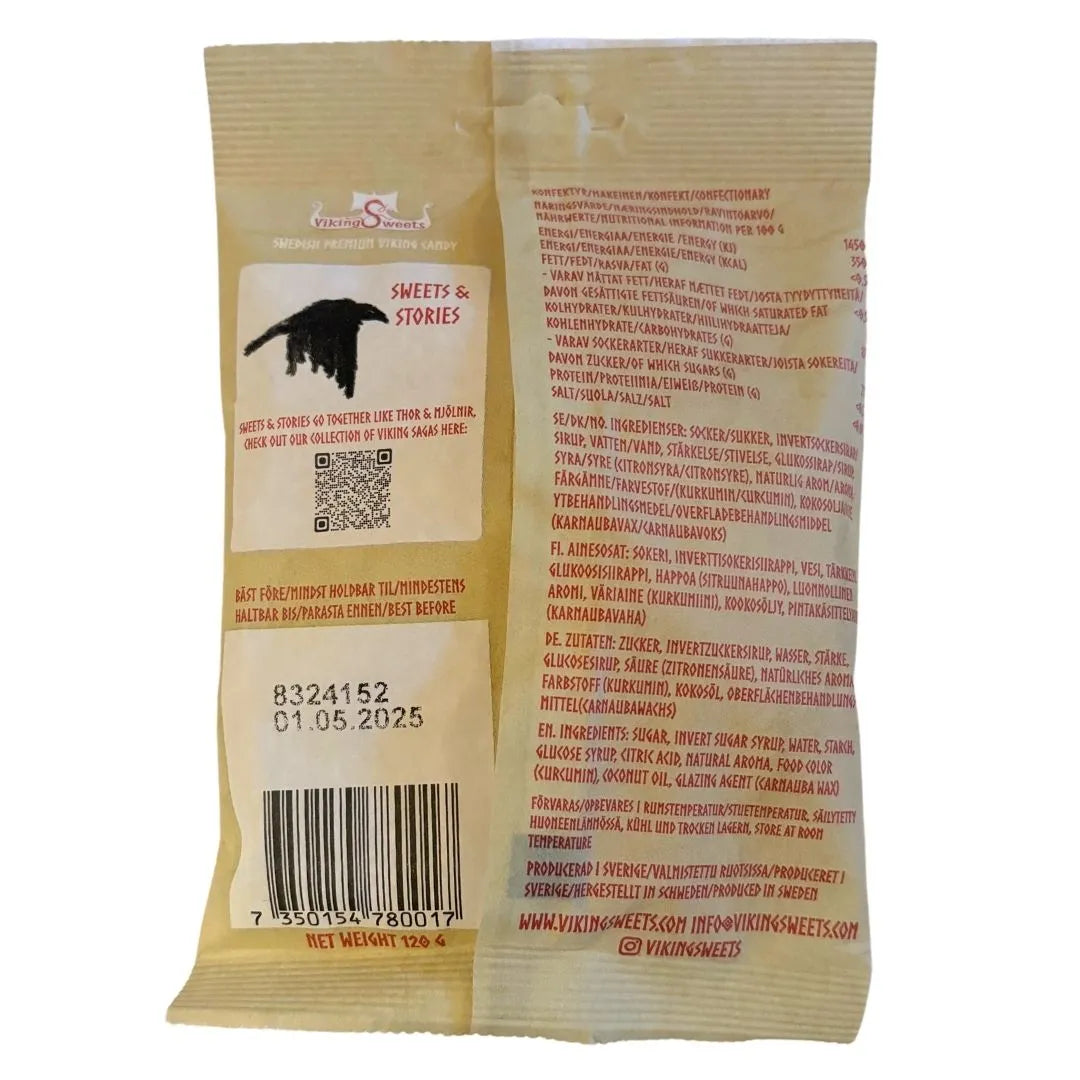 Viking Sweets
SWEDISH PREMIUM VIKING CANDY
SWEETS &
STORIES
SWEETS & STORIES GO TOGETHER LIKE THOR & MJÖLNIR,
CHECK OUT OUR COLLECTION OF VIKING SAGAS HERE:
BÄST FÖRE/MINDST HOLDBAR TIL/MINDESTENS
HALTBAR BIS/PARASTA ENNEN/BEST BEFORE
8324152
01.05.2025
7 350154 780017
NET WEIGHT 120 G
KONFEKTYR/MAKEINEN/KONFEKT/CONFECTIONARY
NÄRINGSVÄRDE/NÆRINGSINDHOLD/RAVINTOARVO/
NÄHRWERTE/NUTRITIONAL INFORMATION PER 100 G
ENERGI/ENERGIAA/ENERGIE /ENERGY (KJ)
ENERGI/ENERGIAA/ENERGIE/ENERGY (KCAL)
FETT/FEDT/RASVA/FAT (G)
- VARAV MÄTTAT FETT/HERAF MÆTTET FEDT/JOSTA TYYDYTTYNEITÄ/
DAVON GESÄTTIGTE FETTSÄUREN/OF WHICH SATURATED FAT
KOLHYDRATER/KULHYDRATER/HIILIHYDRAATTEJA/
KOHLENHYDRATE/CARBOHYDRATES (G)
- VARAV SOCKERARTER/HERAF SUKKERARTER/JOISTA SOKEREITA/
DAVON ZUCKER/OF WHICH SUGARS (G)
PROTEIN/PROTEIINIA/EIWEIß/PROTEIN (G)
SALT/SUOLA/SALZ/SALT
SE/DK/NO. INGREDIENSER: SOCKER/SUKKER,
SIRUP, VATTEN/VAND, STÄRKELSE/STIVELSE, GLUKOSSIRAP/SIRUP,
SYRA/SYRE (CITRONSYRA/CITRONSYRE), NATURLIG AROM/AROMA,
FÄRGÄMNE/FARVESTOF/(KURKUMIN/CURCUMIN),
YTBEHANDLINGSMEDEL/OVERFLADEBEHANDLINGSMIDDEL
(KARNAUBAVAX/CARNAUBAVOKS)
FI. AINESOSAT: SOKERI, INVERTTISOKERISIIRAPPI, VESI,
GLUKOOSISIIRAPPI, HAPPOA (SITRUUNAHAPPO), LUONNOLLINEN
AROMI, VÄRIAINE (KURKUMIINI), KOOKOSÖLJY,
(KARNAUBAVAHA)
DE. ZUTATEN: ZUCKER, INVERTZUCKERSIRUP, WASSER, STÄRKE,
GLUCOSESIRUP, SÄURE (ZITRONENSÄURE), NATÜRLICHES AROMA,
FARBSTOFF (KURKUMIN), KOKOSÖL, OBERFLÄCHENBEHANDLUNGS
MITTEL(CARNAUBAWACHS)
EN. INGREDIENTS: SUGAR, INVERT SUGAR SYRUP, WATER, STARCH,
GLUCOSE SYRUP, CITRIC ACID, NATURAL AROMA, FOOD COLOR
(CURCUMIN), COCONUT OIL, GLAZING AGENT (CARNAUBA WAX)
FÖRVARAS/OPBEVARES I RUMSTEMPERATUR/STUETEMPERATUR, SÄILYTETTY
HUONEENLÄMMÖSSÄ, KÜHL UND TROCKEN LAGERN, STORE AT ROOM
TEMPERATURE
PRODUCERAD I SVERIGE/VALMISTETTU RUOTSISSA/PRODUCERET I
SVERIGE/HERGESTELLT IN SCHWEDEN/PRODUCED IN SWEDEN
WWW.VIKINGSWEETS.COM INFO@VIKINGSWEETS.COM
VIKINGSWEETS